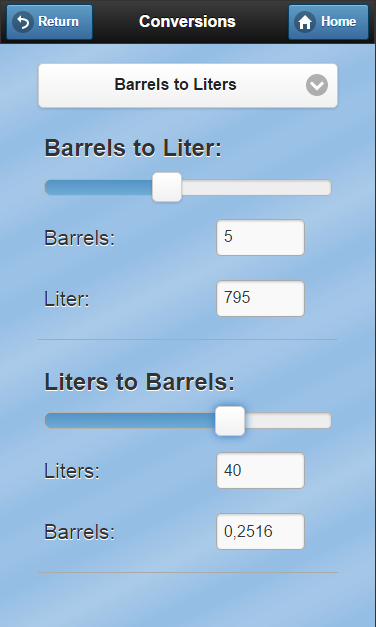 Return Conversions Home
Barrels to Liters
Barrels to Liter:
Barrels: 5
Liter: 795
Liters to Barrels:
Liters: 40
Barrels: 0,2516